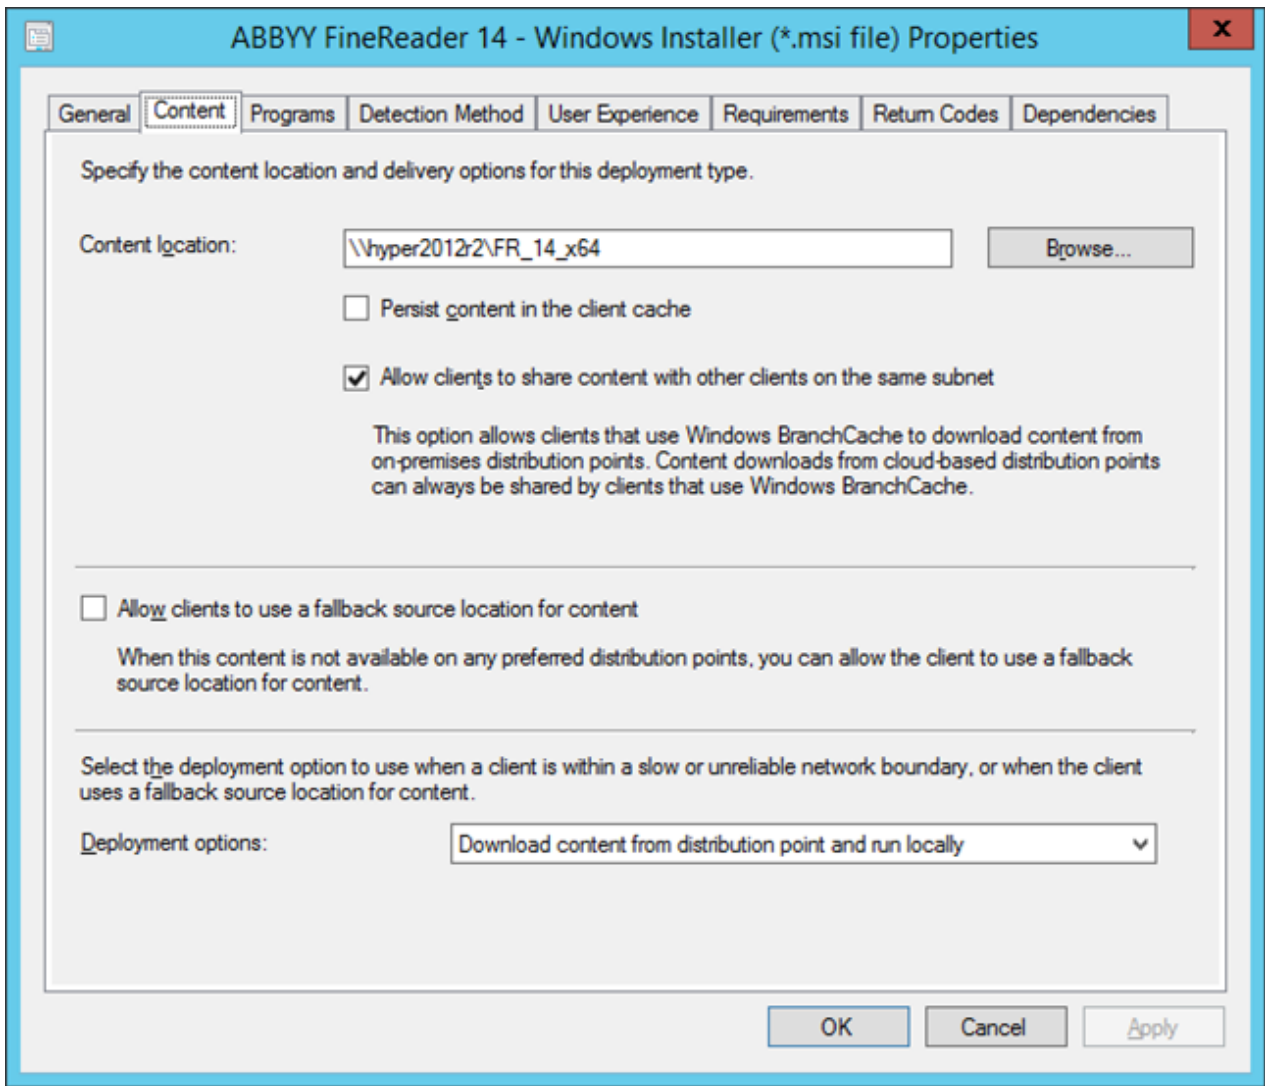 ABBYY FineReader 14 - Windows Installer (*.msi file) Properties
x
General Content Programs Detection Method User Experience Requirements Return Codes Dependencies
Specify the content location and delivery options for this deployment type.
Content location: \\hyper2012r2\FR_14_x64 Browse...
Persist content in the client cache
Allow clients to share content with other clients on the same subnet
This option allows clients that use Windows BranchCache to download content from
on-premises distribution points. Content downloads from cloud-based distribution points
can always be shared by clients that use Windows BranchCache.
Allow clients to use a fallback source location for content
When this content is not available on any preferred distribution points, you can allow the client to use a fallback
source location for content.
Select the deployment option to use when a client is within a slow or unreliable network boundary, or when the client
uses a fallback source location for content.
Deployment options: Download content from distribution point and run locally
OK Cancel Apply